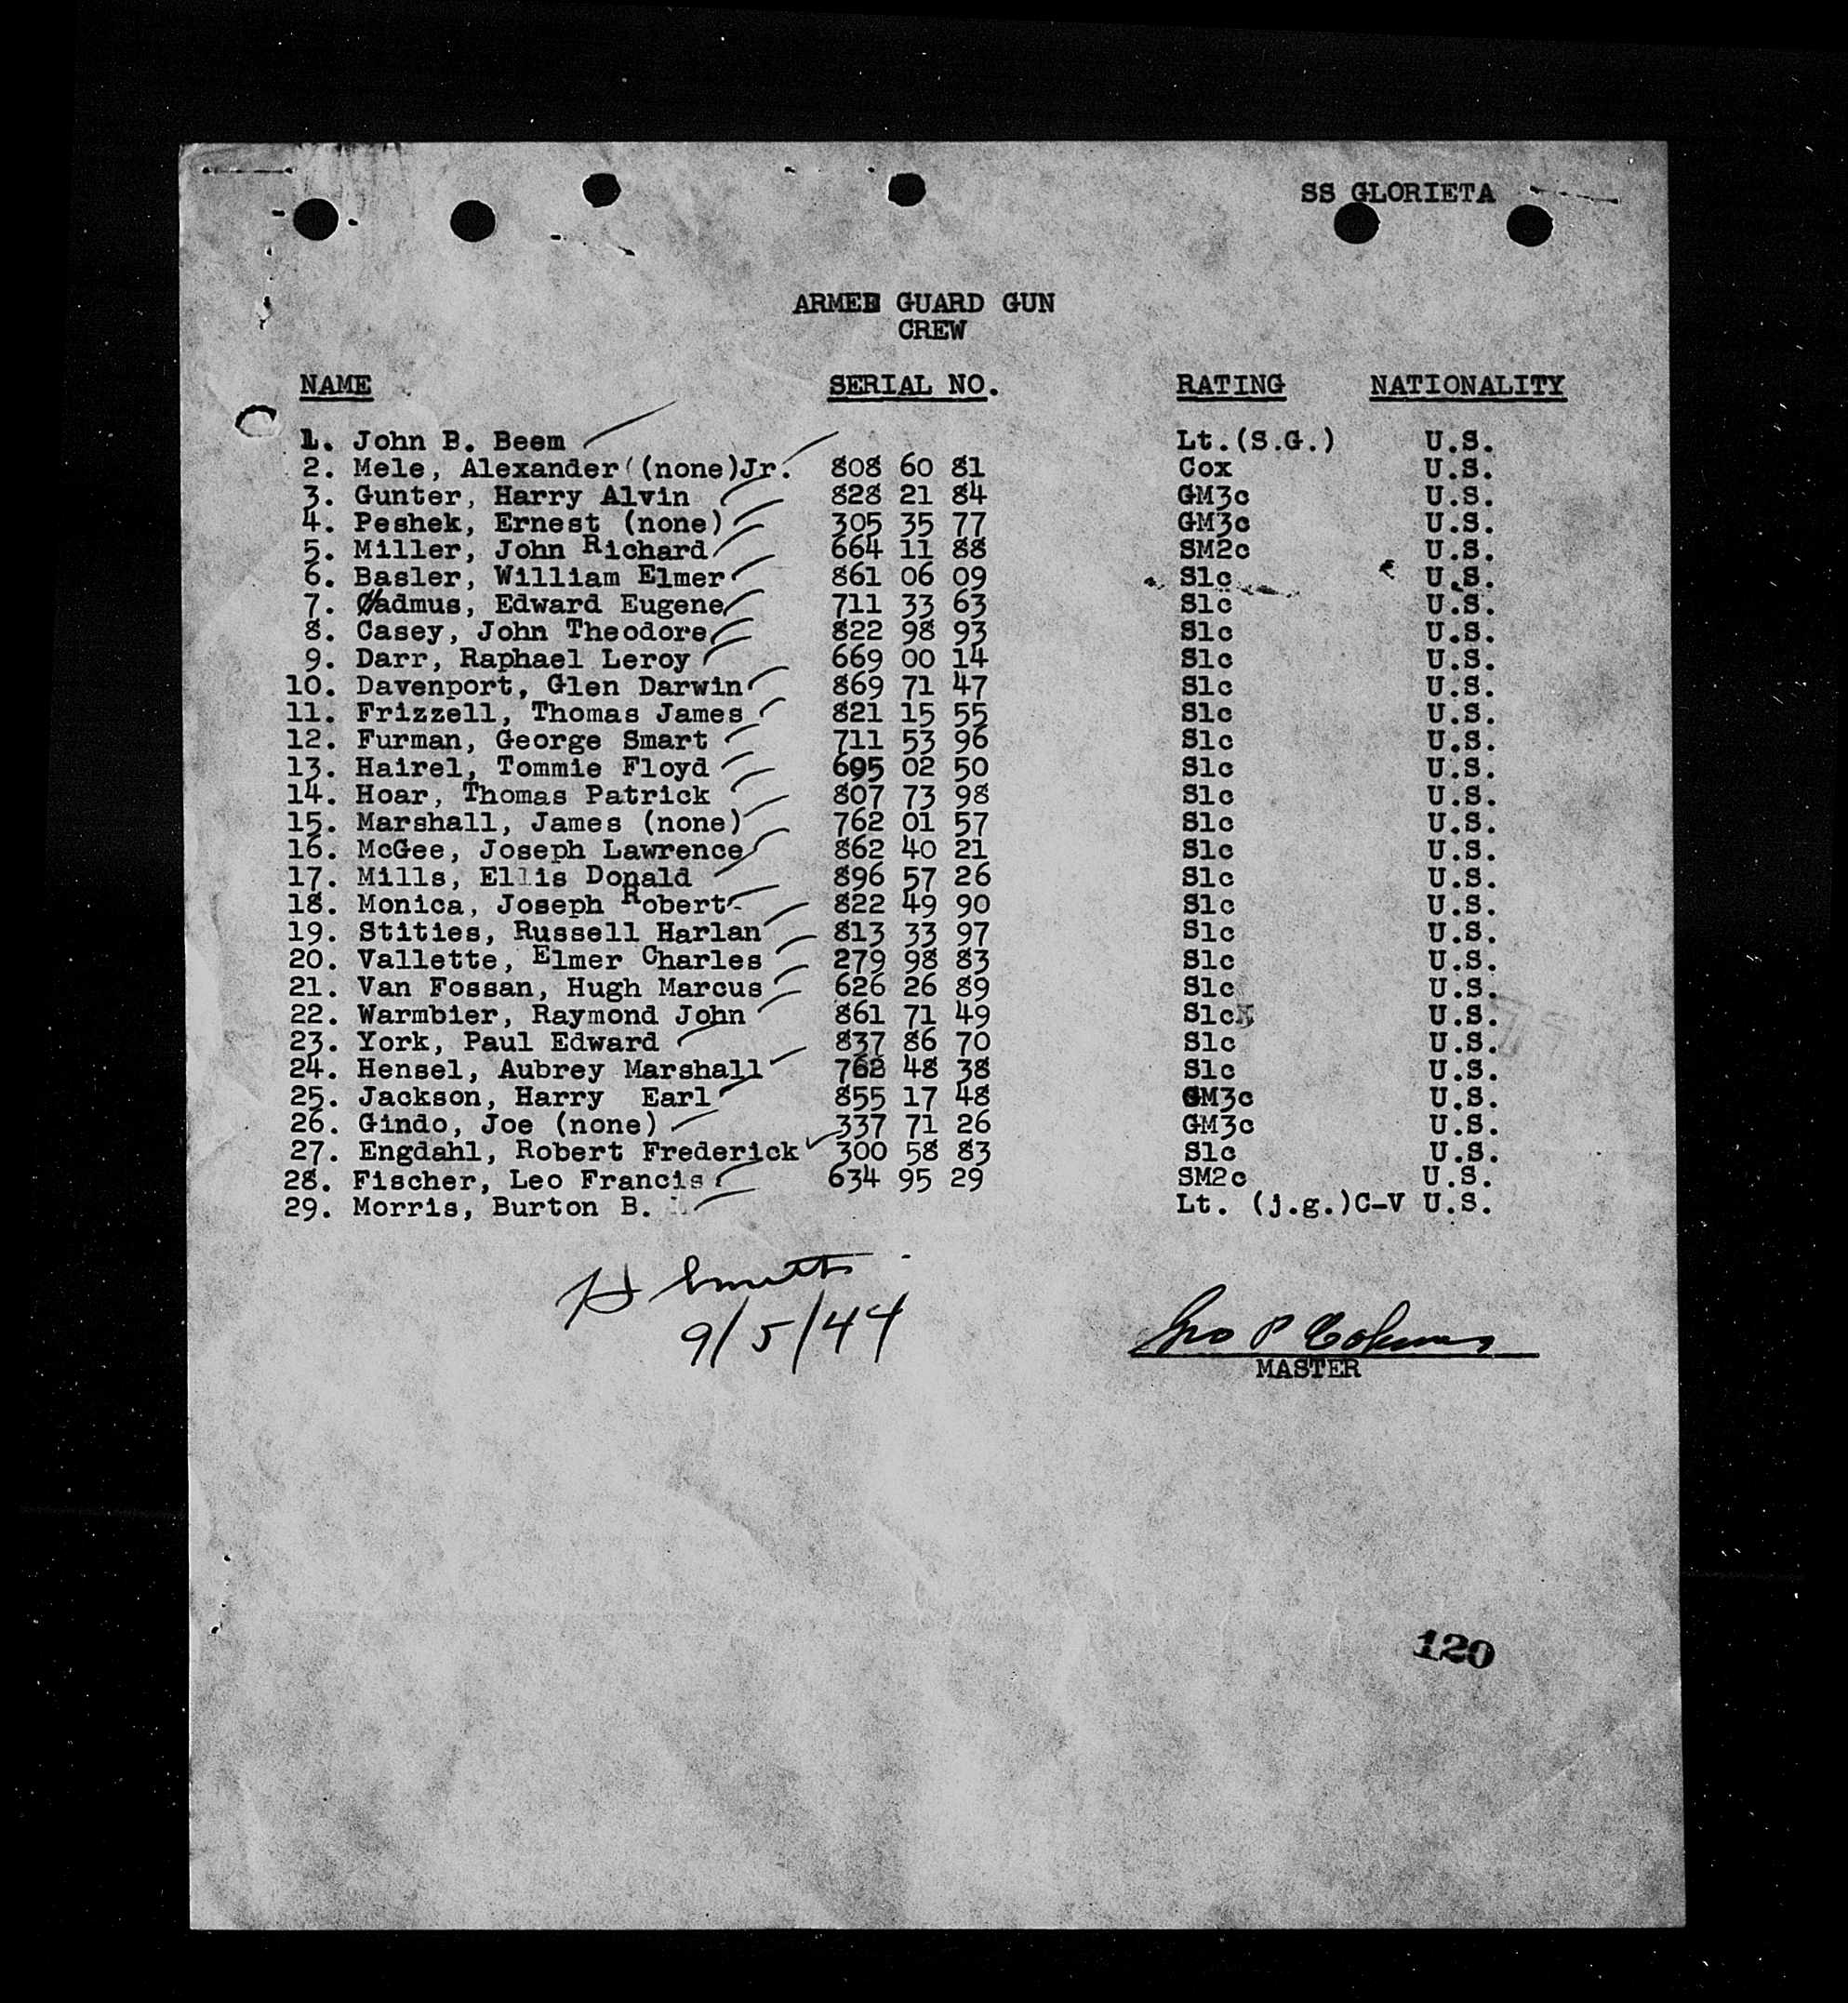 SS GLORIETA
ARMED GUARD GUN
CREW
NAME SERIAL NO. RATING NATIONALITY
1. John B. Beem Lt.(S.G.) U.S.
2. Mele, Alexander (none)Jr. 808 60 81 Cox U.S.
3. Gunter, Harry Alvin 828 21 84 GM3c U.S.
4. Peshek, Ernest (none) 305 35 77 GM3c U.S.
5. Miller, John Richard 664 11 88 SM2c U.S.
6. Basler, William Elmer 861 06 09 S1c U.S.
7. Cadmus, Edward Eugene 711 33 63 S1c U.S.
8. Casey, John Theodore 822 98 93 S1c U.S.
9. Darr, Raphael Leroy 669 00 14 S1c U.S.
10. Davenport, Glen Darwin 869 71 47 S1c U.S.
11. Frizzell, Thomas James 821 15 55 S1c U.S.
12. Furman, George Smart 711 53 96 S1c U.S.
13. Hairel, Tommie Floyd 695 02 50 S1c U.S.
14. Hoar, Thomas Patrick 807 73 98 S1c U.S.
15. Marshall, James (none) 762 01 57 S1c U.S.
16. McGee, Joseph Lawrence 862 40 21 S1c U.S.
17. Mills, Ellis Donald 896 57 26 S1c U.S.
18. Monica, Joseph Robert 822 49 90 S1c U.S.
19. Stities, Russell Harlan 813 33 97 S1c U.S.
20. Vallette, Elmer Charles 279 98 83 S1c U.S.
21. Van Fossan, Hugh Marcus 626 26 89 S1c U.S.
22. Warmbier, Raymond John 861 71 49 S1c U.S.
23. York, Paul Edward 837 86 70 S1c U.S.
24. Hensel, Aubrey Marshall 762 48 38 S1c U.S.
25. Jackson, Harry Earl 855 17 48 GM3c U.S.
26. Gindo, Joe (none) 337 71 26 GM3c U.S.
27. Engdahl, Robert Frederick 300 58 83 S1c U.S.
28. Fischer, Leo Francis 634 95 29 SM2c U.S.
29. Morris, Burton B. Lt. (j.g.)C-V U.S.
9/5/44
MASTER
120